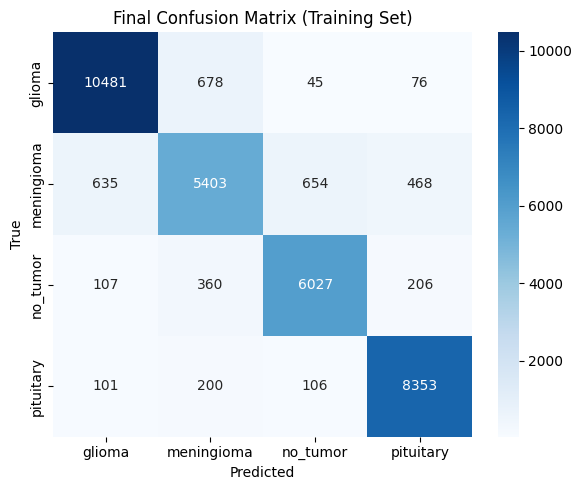 Final Confusion Matrix (Training Set)
glioma 10481 678 45 76
meningioma 635 5403 654 468
no_tumor 107 360 6027 206
pituitary 101 200 106 8353
glioma meningioma no_tumor pituitary
Predicted
True
10000
8000
6000
4000
2000